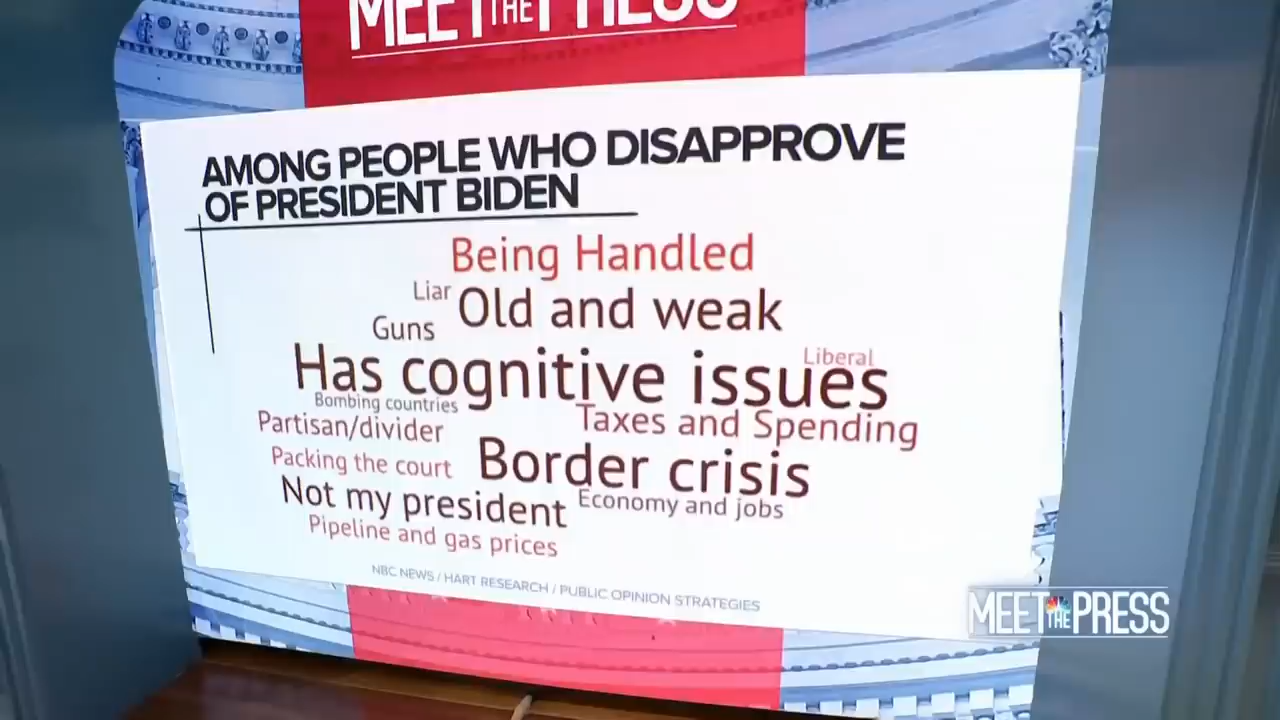 MEET THE PRESS
AMONG PEOPLE WHO DISAPPROVE
OF PRESIDENT BIDEN
Being Handled
Liar
Old and weak
Guns
Has cognitive issues
Liberal
Bombing countries
Taxes and Spending
Partisan/divider
Packing the court
Border crisis
Not my president
Economy and jobs
Pipeline and gas prices
NBC NEWS / HART RESEARCH / PUBLIC OPINION STRATEGIES
MEET THE PRESS